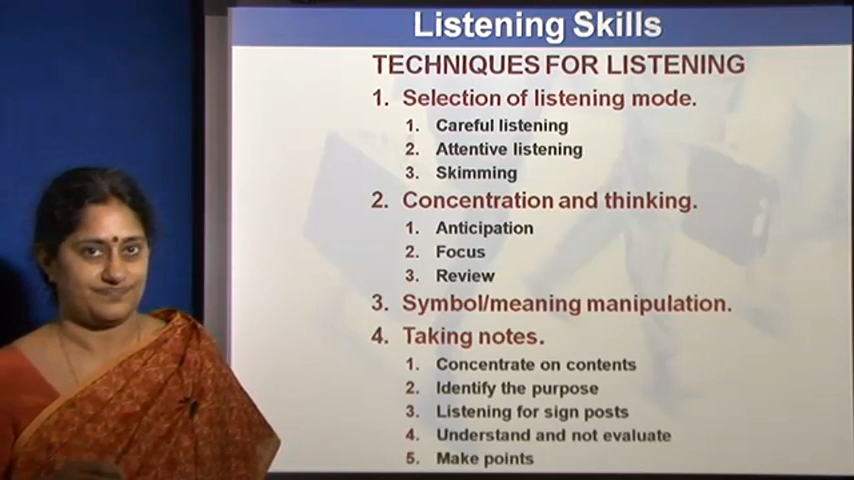 Listening Skills
TECHNIQUES FOR LISTENING
1. Selection of listening mode.
1. Careful listening
2. Attentive listening
3. Skimming
2. Concentration and thinking.
1. Anticipation
2. Focus
3. Review
3. Symbol/meaning manipulation.
4. Taking notes.
1. Concentrate on contents
2. Identify the purpose
3. Listening for sign posts
4. Understand and not evaluate
5. Make points